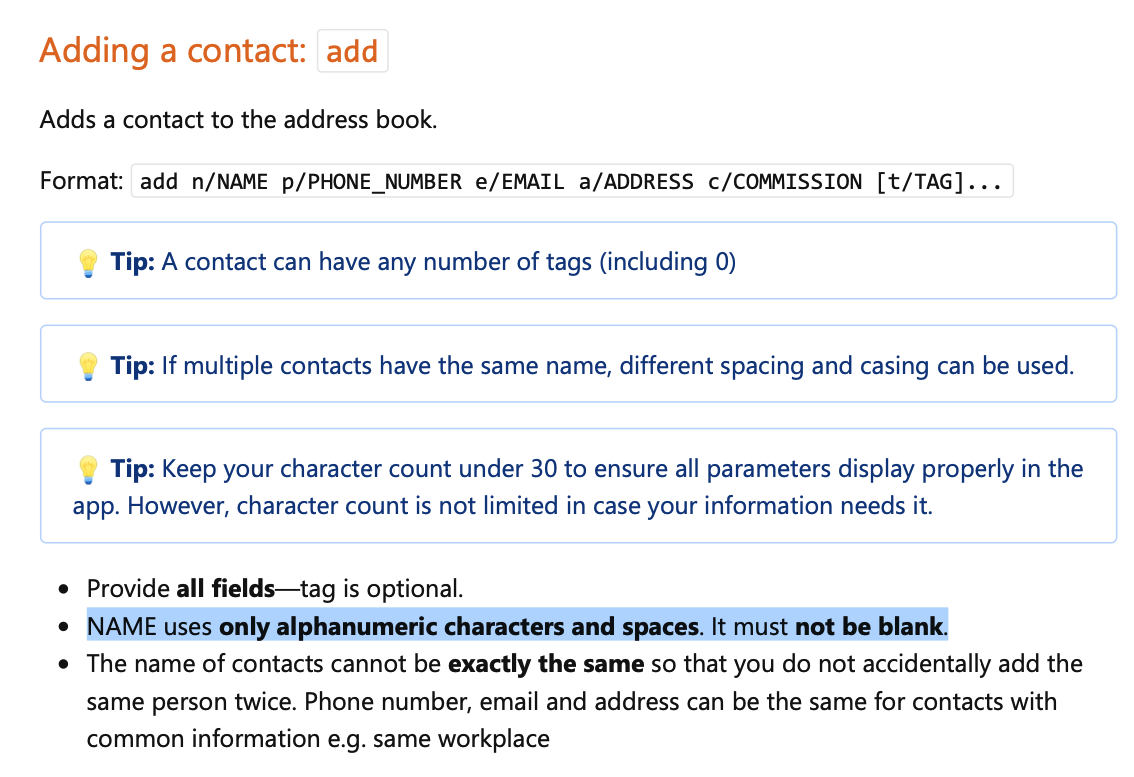 Adding a contact: add
Adds a contact to the address book.
Format: add n/NAME p/PHONE_NUMBER e/EMAIL a/ADDRESS c/COMMISSION [t/TAG]...
💡 Tip: A contact can have any number of tags (including 0)
💡 Tip: If multiple contacts have the same name, different spacing and casing can be used.
💡 Tip: Keep your character count under 30 to ensure all parameters display properly in the
app. However, character count is not limited in case your information needs it.
• Provide all fields—tag is optional.
• NAME uses only alphanumeric characters and spaces. It must not be blank.
• The name of contacts cannot be exactly the same so that you do not accidentally add the
same person twice. Phone number, email and address can be the same for contacts with
common information e.g. same workplace